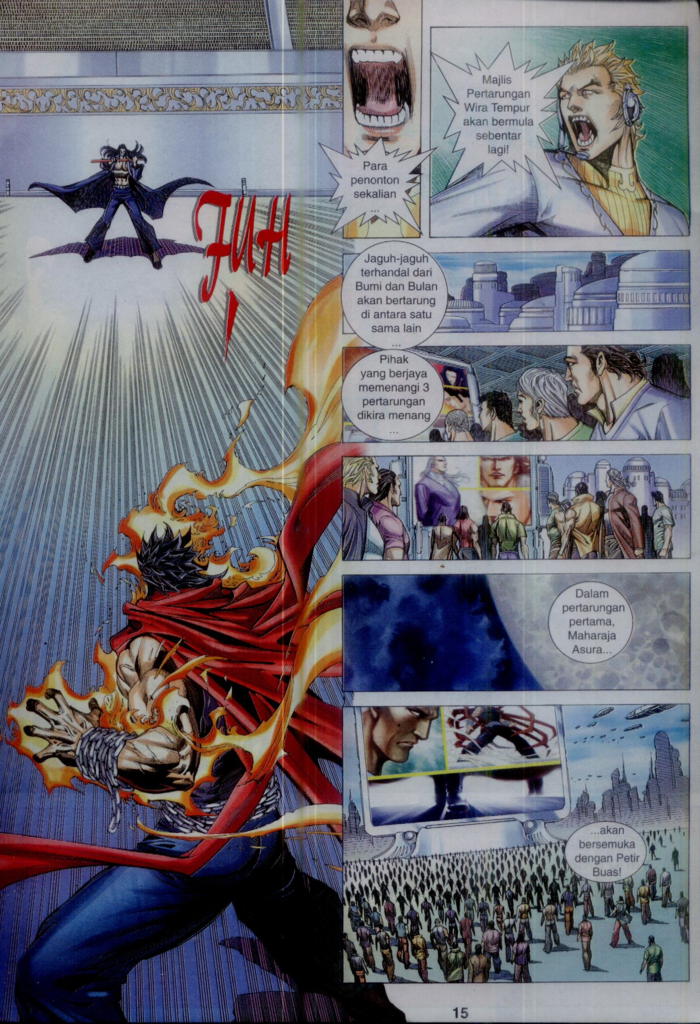 FUH
!
Para
penonton
sekalian
...
Majlis
Pertarungan
Wira Tempur
akan bermula
sebentar
lagi!
Jaguh-jaguh
terhandal dari
Bumi dan Bulan
akan bertarung
di antara satu
sama lain
...
Pihak
yang berjaya
memenangi 3
pertarungan
dikira menang
...
Dalam
pertarungan
pertama,
Maharaja
Asura...
...akan
bersemuka
dengan Petir
Buas!
15